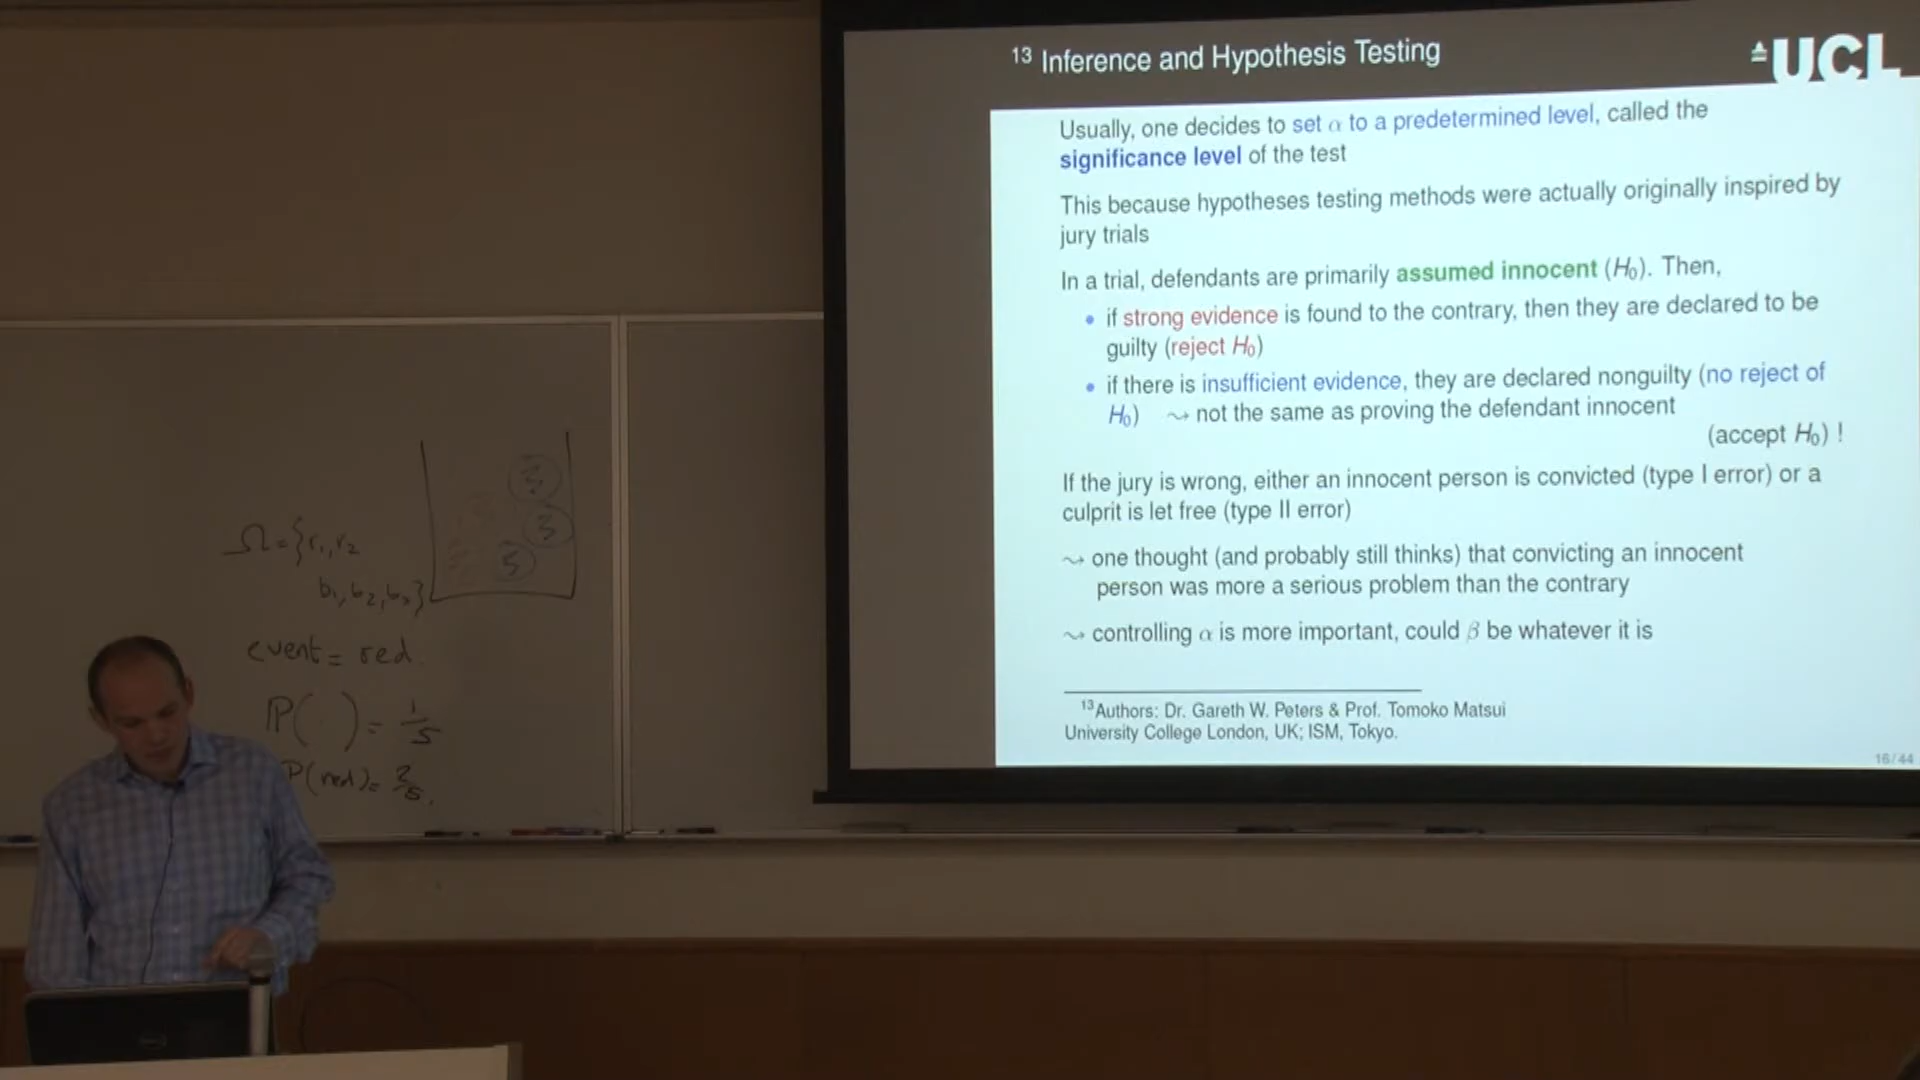 13 Inference and Hypothesis Testing
UCL
Usually, one decides to set α to a predetermined level, called the
significance level of the test
This because hypotheses testing methods were actually originally inspired by
jury trials
In a trial, defendants are primarily assumed innocent (H₀). Then,
• if strong evidence is found to the contrary, then they are declared to be
guilty (reject H₀)
• if there is insufficient evidence, they are declared nonguilty (no reject of
H₀) ⤳ not the same as proving the defendant innocent
(accept H₀) !
If the jury is wrong, either an innocent person is convicted (type I error) or a
culprit is let free (type II error)
⤳ one thought (and probably still thinks) that convicting an innocent
person was more a serious problem than the contrary
⤳ controlling α is more important, could β be whatever it is
13Authors: Dr. Gareth W. Peters & Prof. Tomoko Matsui
University College London, UK; ISM, Tokyo.
16/44
Ω={r₁,r₂
b₁,b₂,b₃}
3
3
5
event = red.
P( ) = 1/5
P(red)= 2/5.